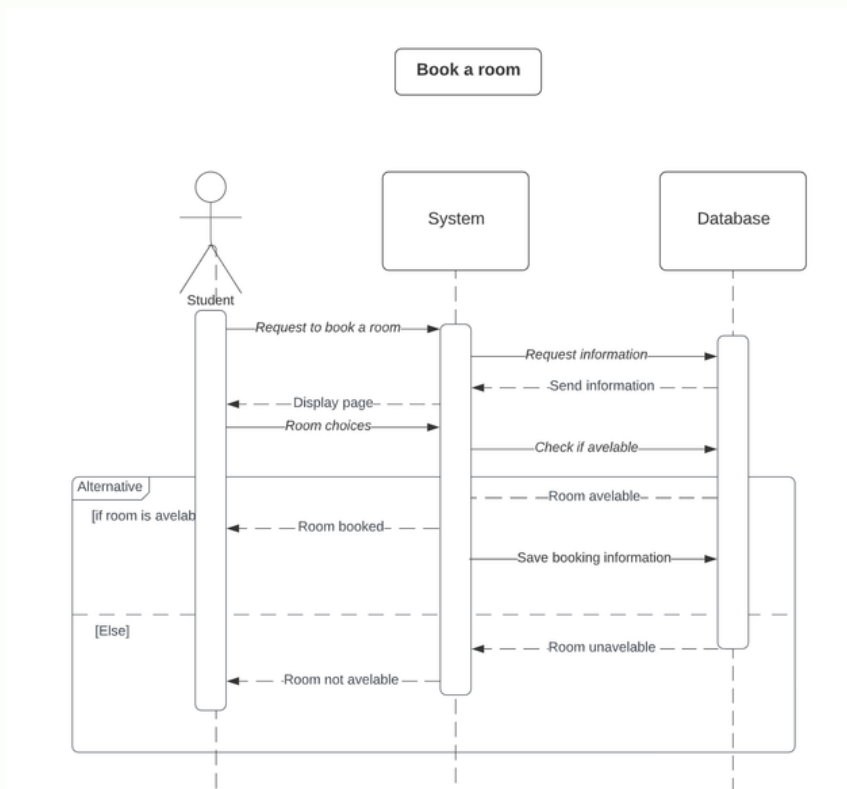 Book a room
System
Database
Student
Request to book a room
Request information
Send information
Display page
Room choices
Check if avelable
Alternative
Room avelable
[if room is avelab
Room booked
Save booking information
[Else]
Room unavelable
Room not avelable